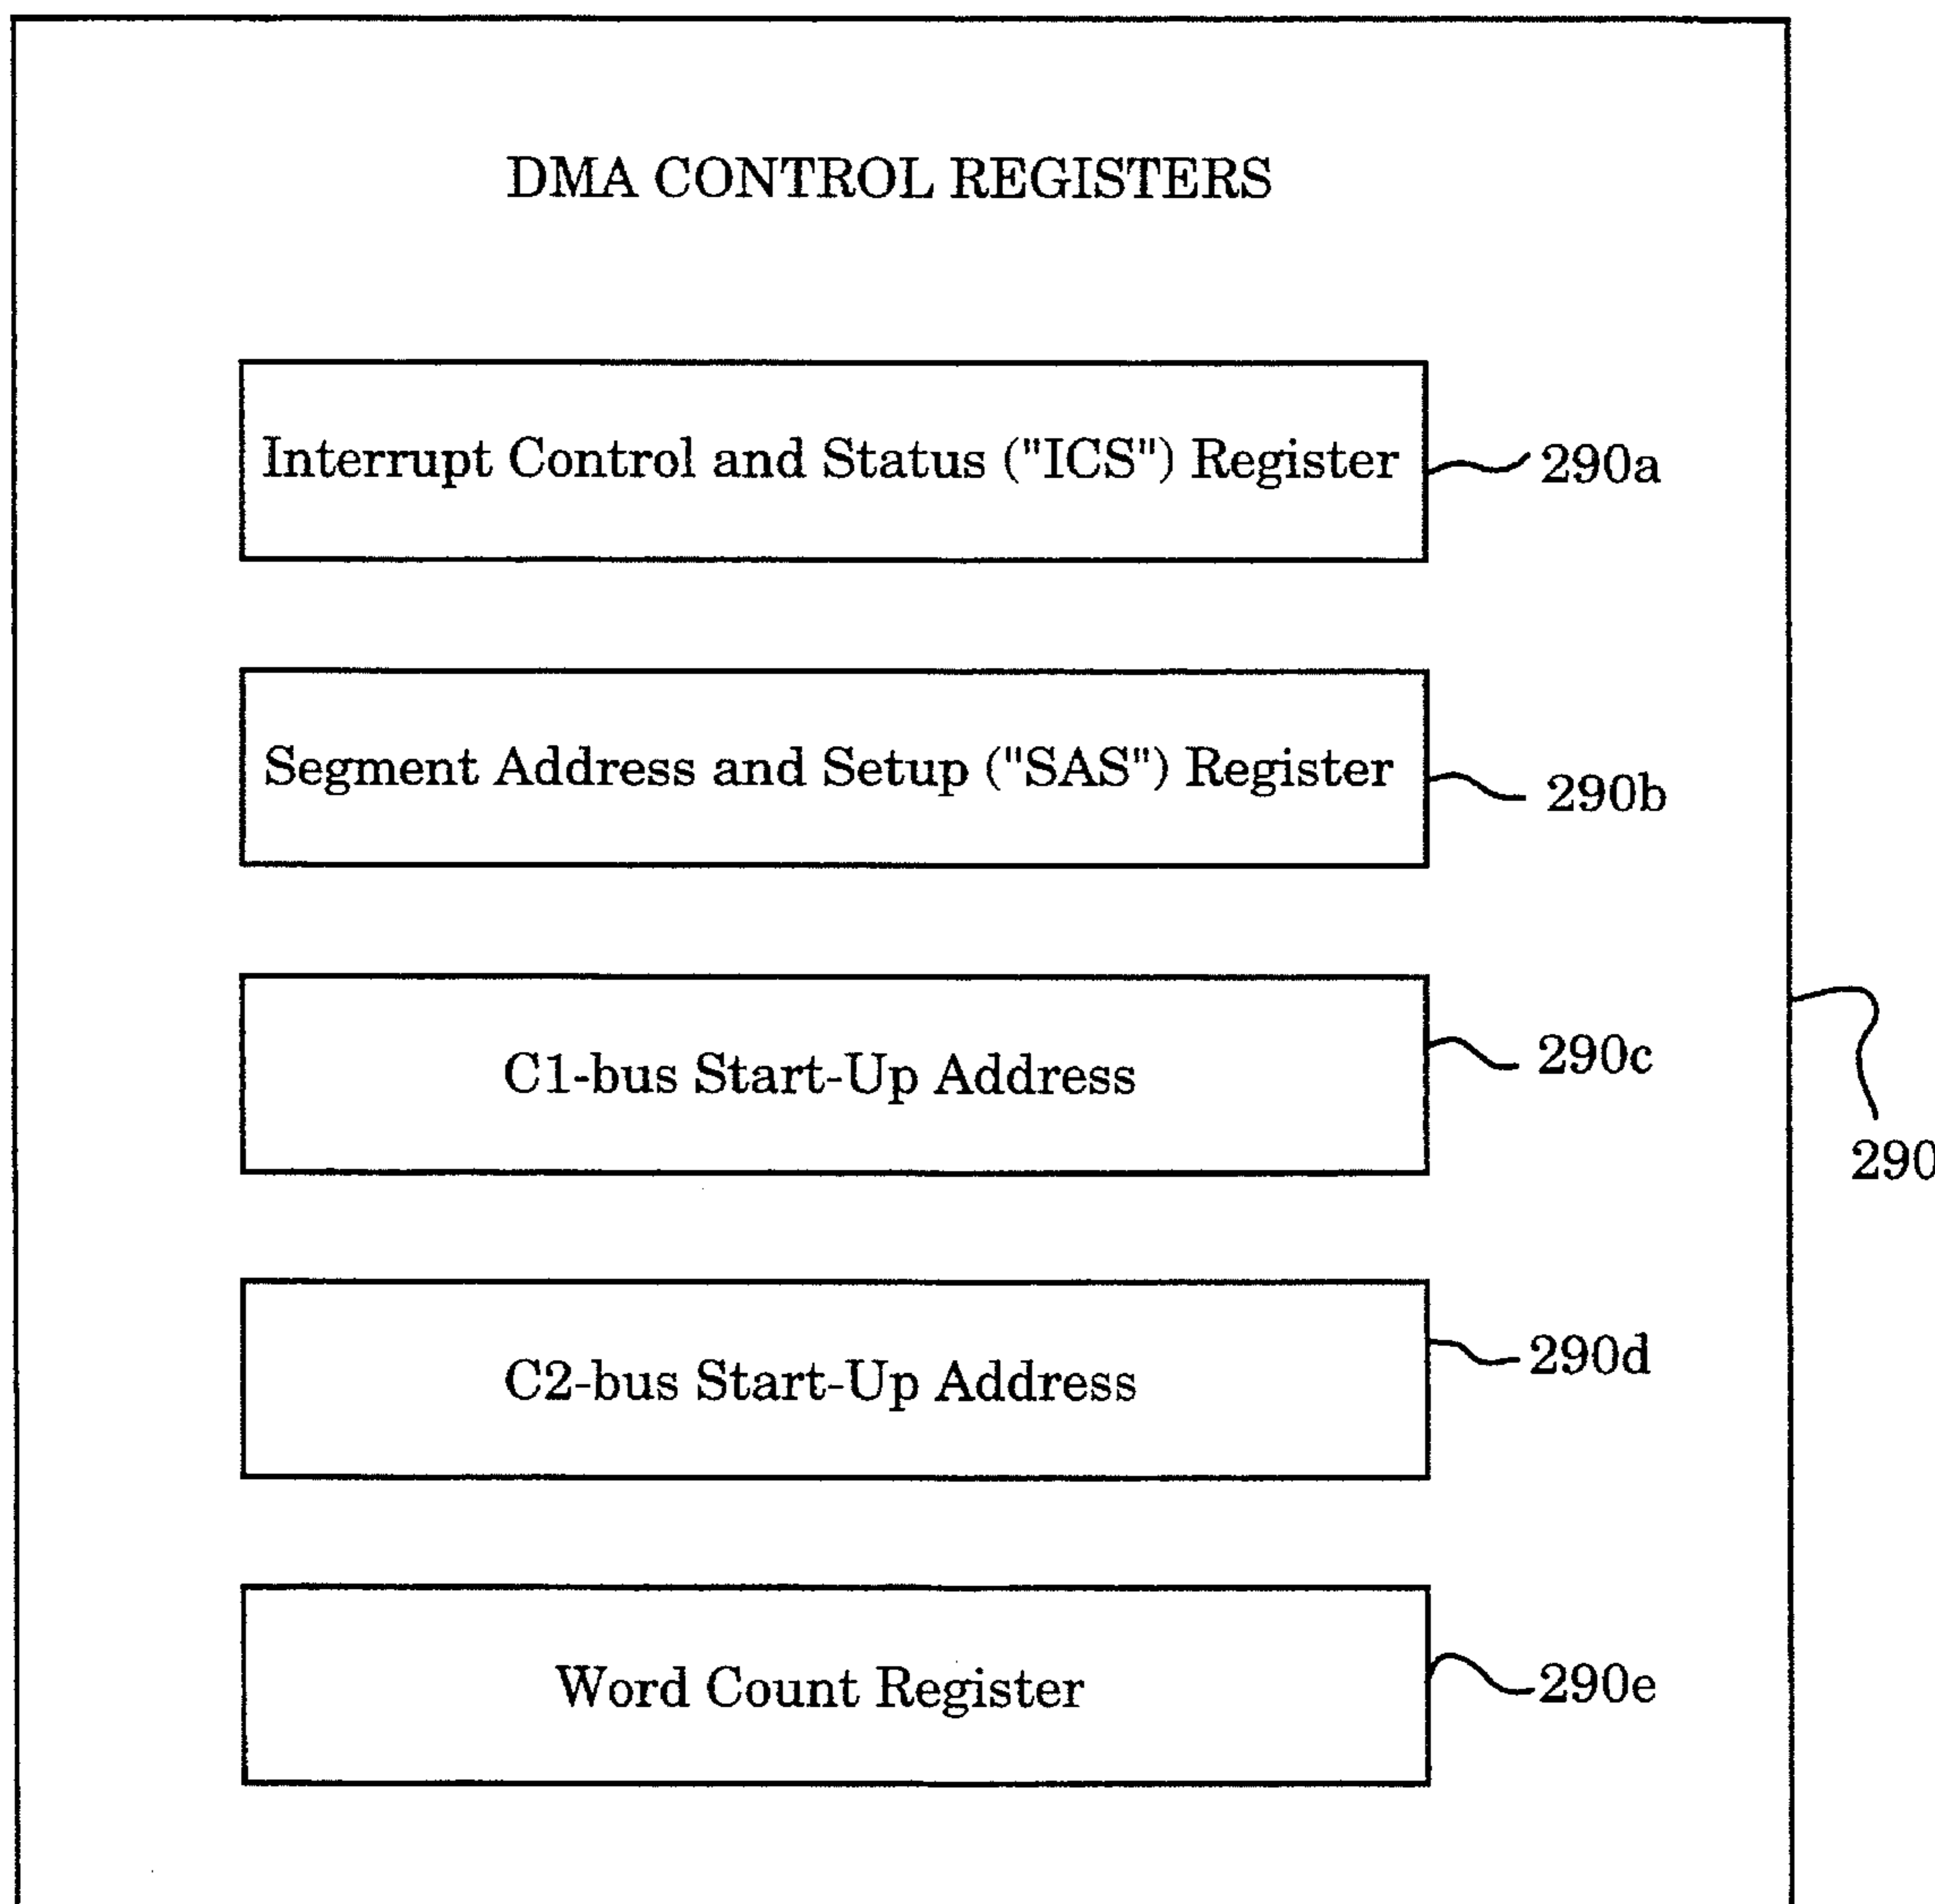 DMA CONTROL REGISTERS
Interrupt Control and Status ("ICS") Register
290a
Segment Address and Setup ("SAS") Register
290b
C1-bus Start-Up Address
290c
290
C2-bus Start-Up Address
290d
Word Count Register
290e